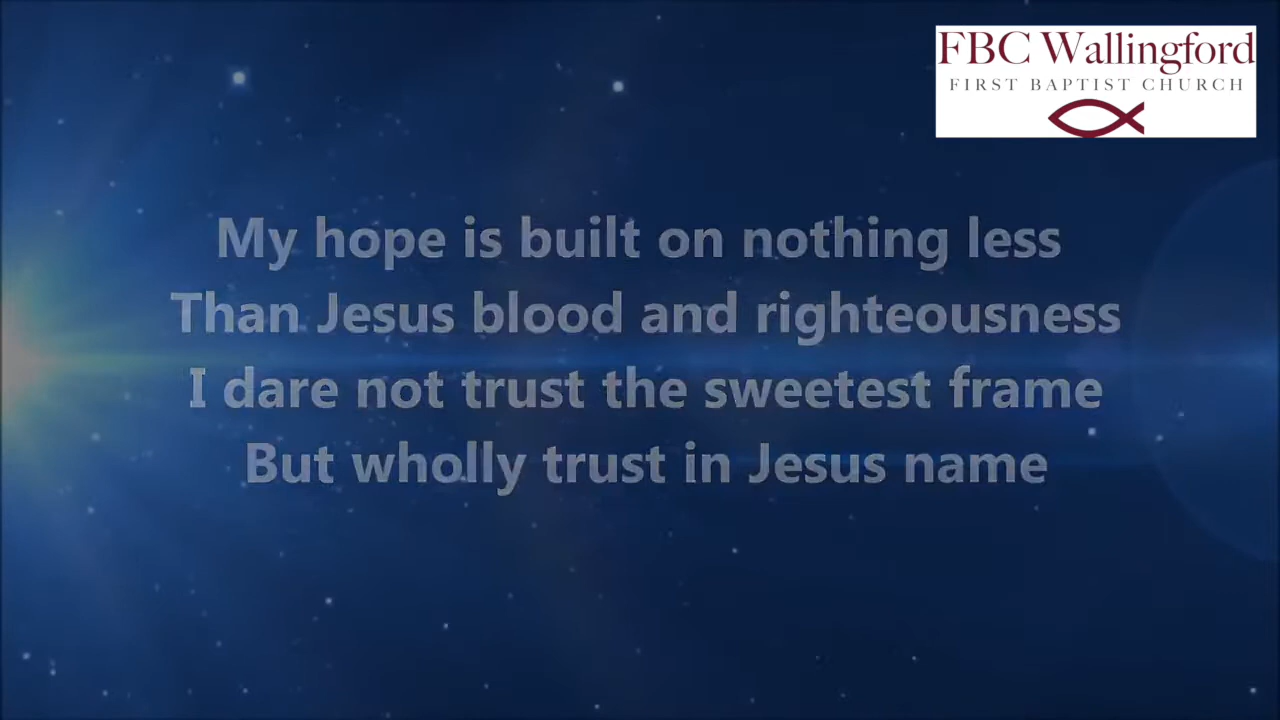 FBC Wallingford
FIRST BAPTIST CHURCH
My hope is built on nothing less
Than Jesus blood and righteousness
I dare not trust the sweetest frame
But wholly trust in Jesus name